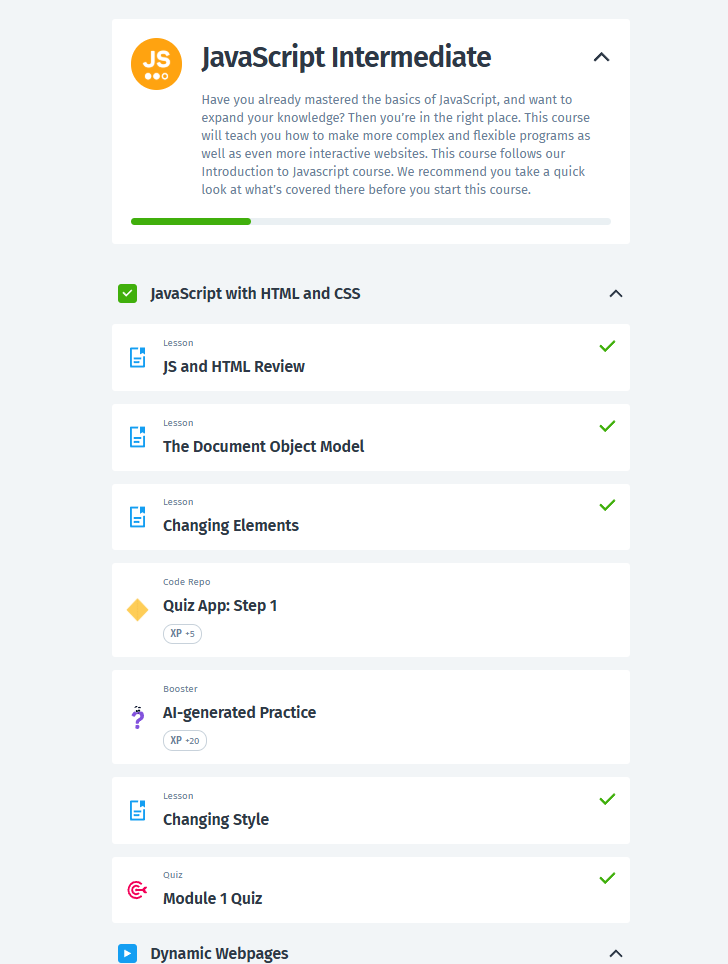 JS
JavaScript Intermediate
Have you already mastered the basics of JavaScript, and want to
expand your knowledge? Then you’re in the right place. This course
will teach you how to make more complex and flexible programs as
well as even more interactive websites. This course follows our
Introduction to Javascript course. We recommend you take a quick
look at what’s covered there before you start this course.
JavaScript with HTML and CSS
Lesson
JS and HTML Review
Lesson
The Document Object Model
Lesson
Changing Elements
Code Repo
Quiz App: Step 1
XP +5
Booster
AI-generated Practice
XP +20
Lesson
Changing Style
Quiz
Module 1 Quiz
Dynamic Webpages